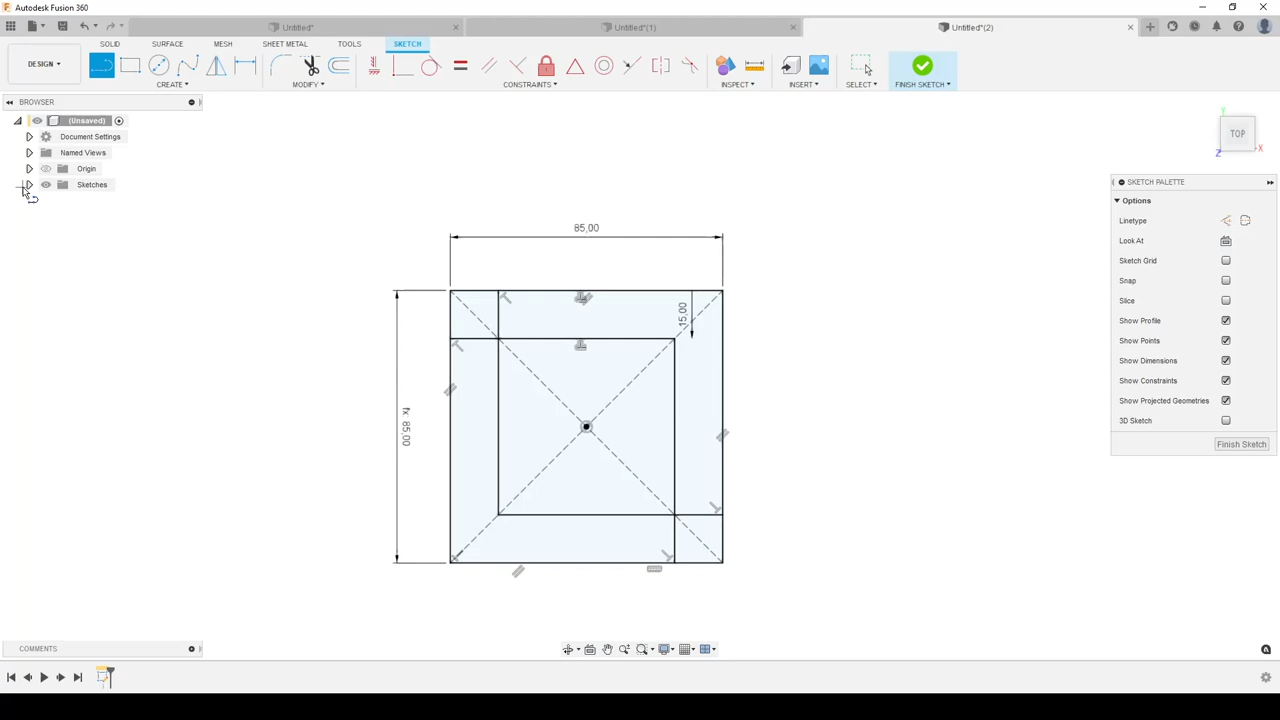 Autodesk Fusion 360
Untitled*
Untitled*(1)
Untitled*(2)
DESIGN
SOLID
SURFACE
MESH
SHEET METAL
TOOLS
SKETCH
CREATE
MODIFY
CONSTRAINTS
INSPECT
INSERT
SELECT
FINISH SKETCH
BROWSER
(Unsaved)
Document Settings
Named Views
Origin
Sketches
TOP
Y
X
Z
SKETCH PALETTE
Options
Linetype
Look At
Sketch Grid
Snap
Slice
Show Profile
Show Points
Show Dimensions
Show Constraints
Show Projected Geometries
3D Sketch
Finish Sketch
85,00
15,00
fx: 85,00
COMMENTS